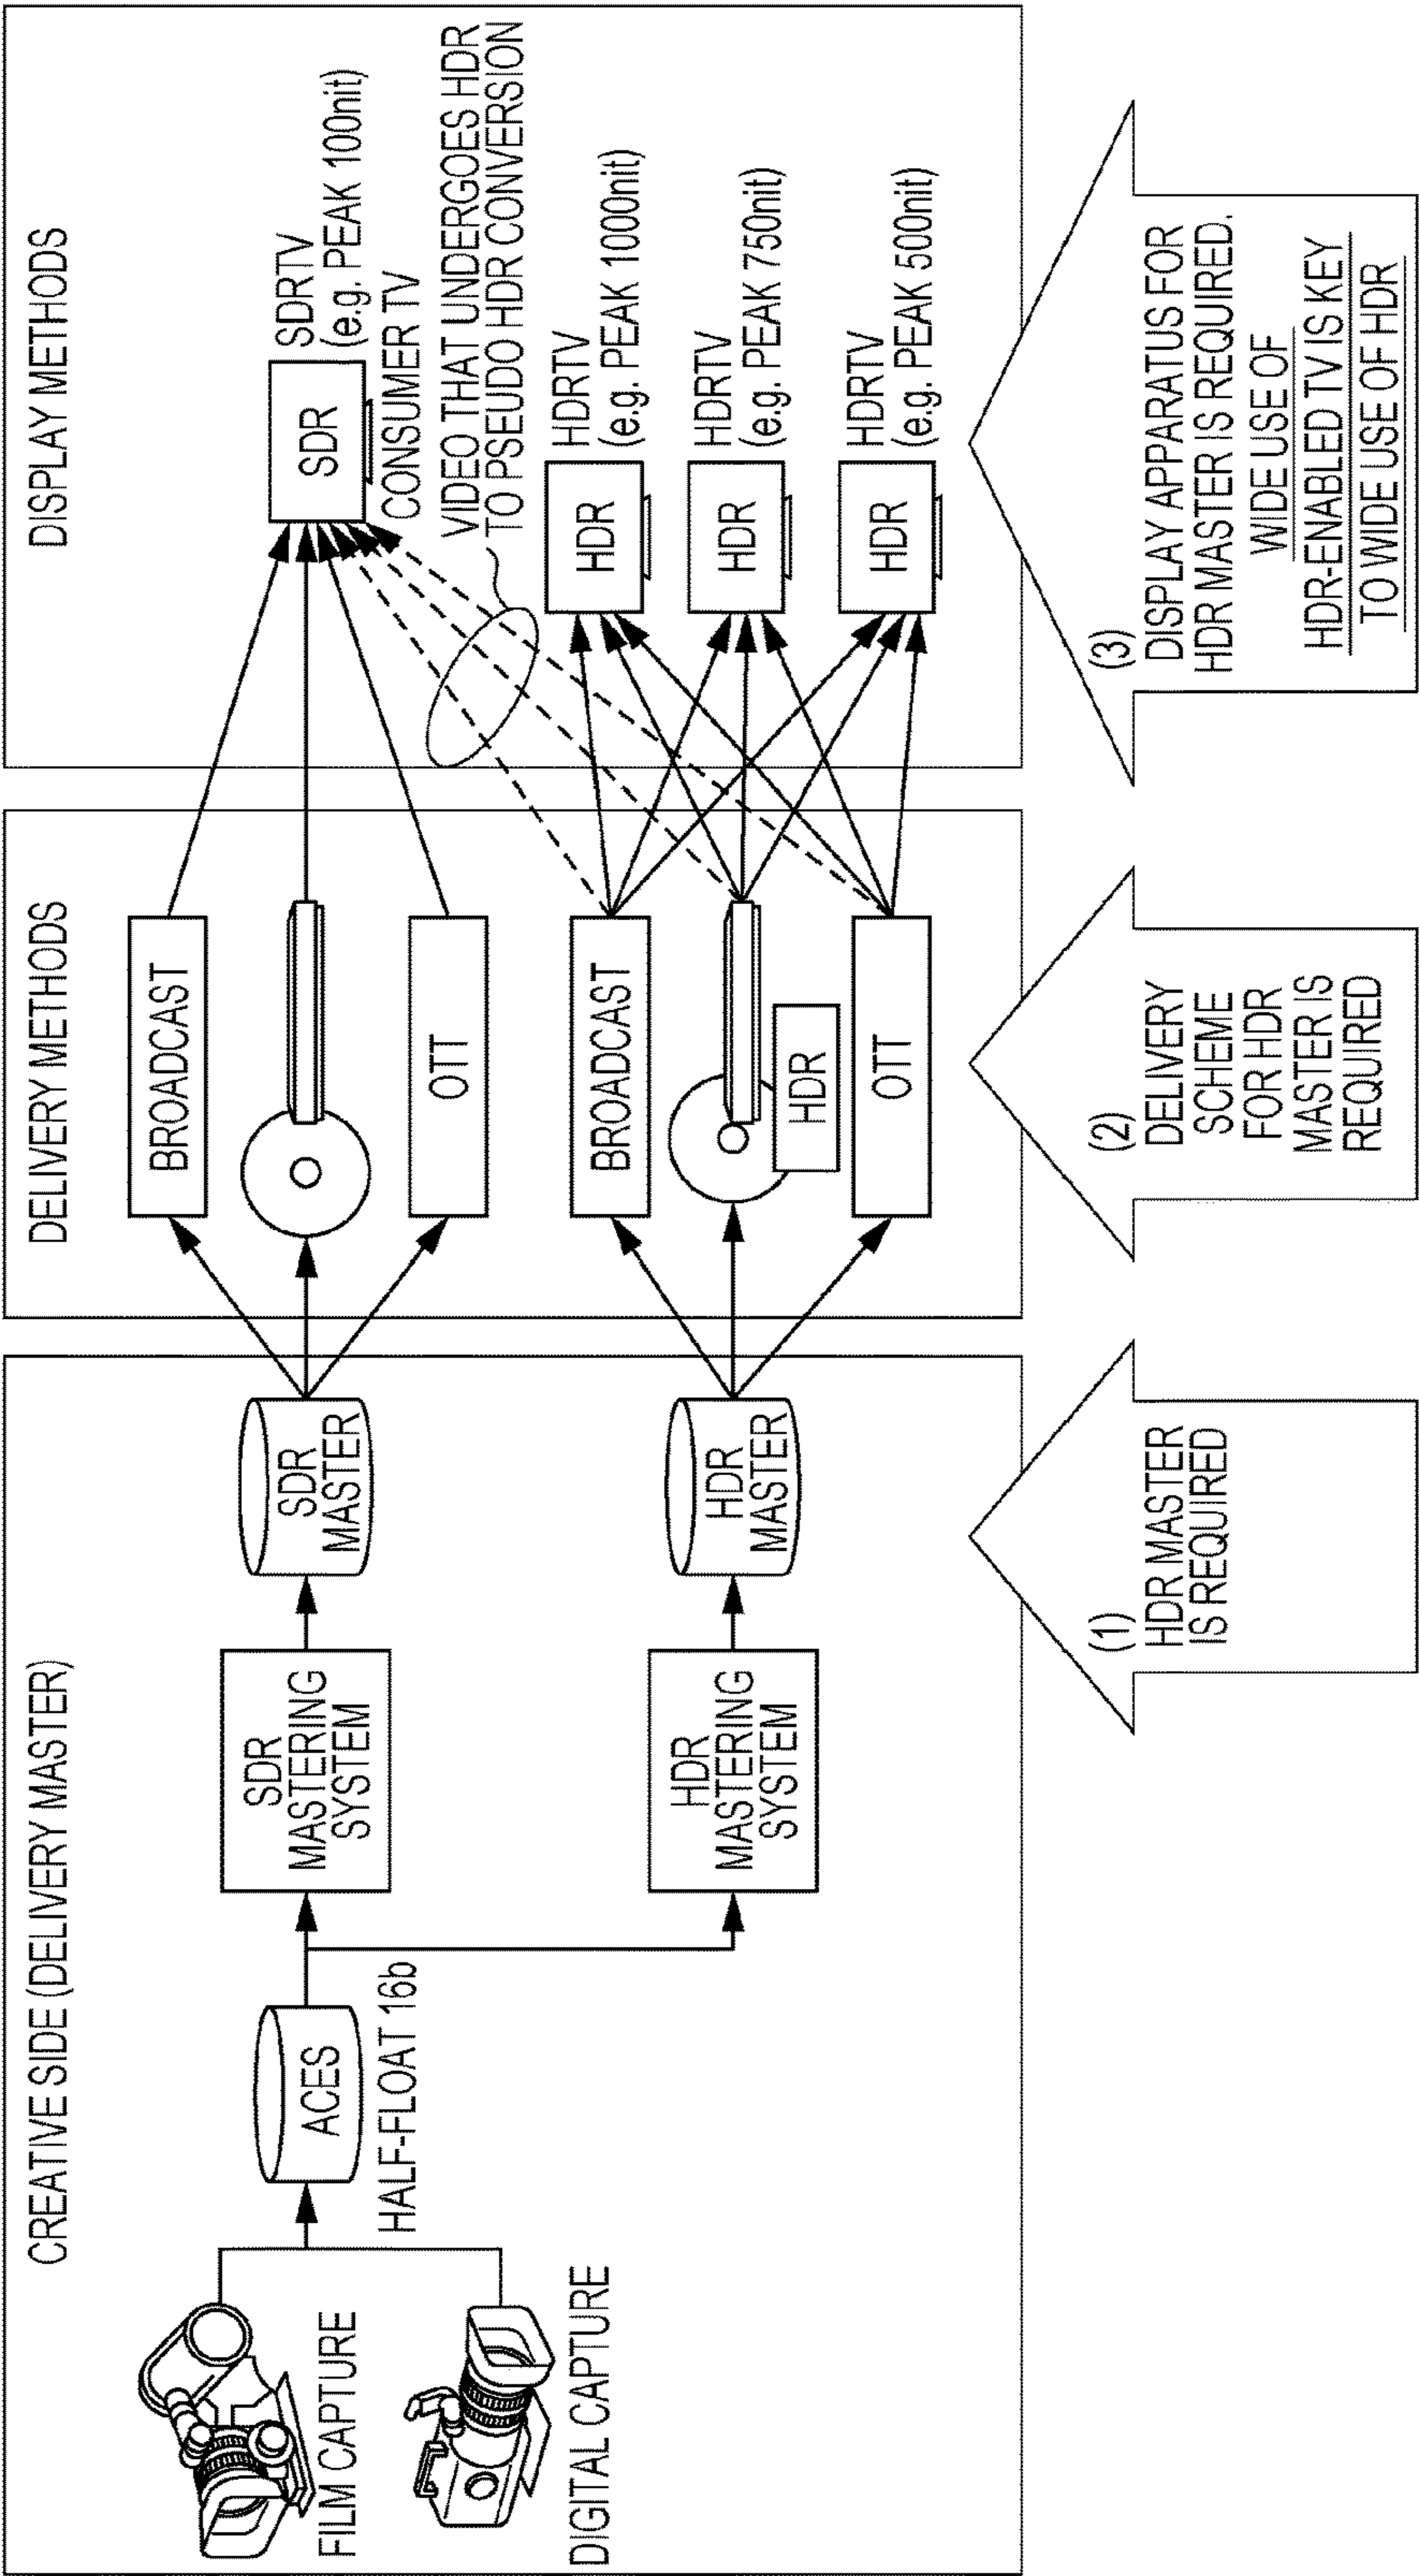 CREATIVE SIDE (DELIVERY MASTER)
FILM CAPTURE
DIGITAL CAPTURE
ACES
HALF-FLOAT 16b
SDR
MASTERING
SYSTEM
HDR
MASTERING
SYSTEM
SDR
MASTER
HDR
MASTER
DELIVERY METHODS
BROADCAST
OTT
BROADCAST
HDR
OTT
DISPLAY METHODS
SDR
SDRTV
(e.g. PEAK 100nit)
CONSUMER TV
VIDEO THAT UNDERGOES HDR
TO PSEUDO HDR CONVERSION
HDR
HDRTV
(e.g. PEAK 1000nit)
HDR
HDRTV
(e.g. PEAK 750nit)
HDR
HDRTV
(e.g. PEAK 500nit)
(1)
HDR MASTER
IS REQUIRED
(2)
DELIVERY
SCHEME
FOR HDR
MASTER IS
REQUIRED
(3)
DISPLAY APPARATUS FOR
HDR MASTER IS REQUIRED.
WIDE USE OF
HDR-ENABLED TV IS KEY
TO WIDE USE OF HDR